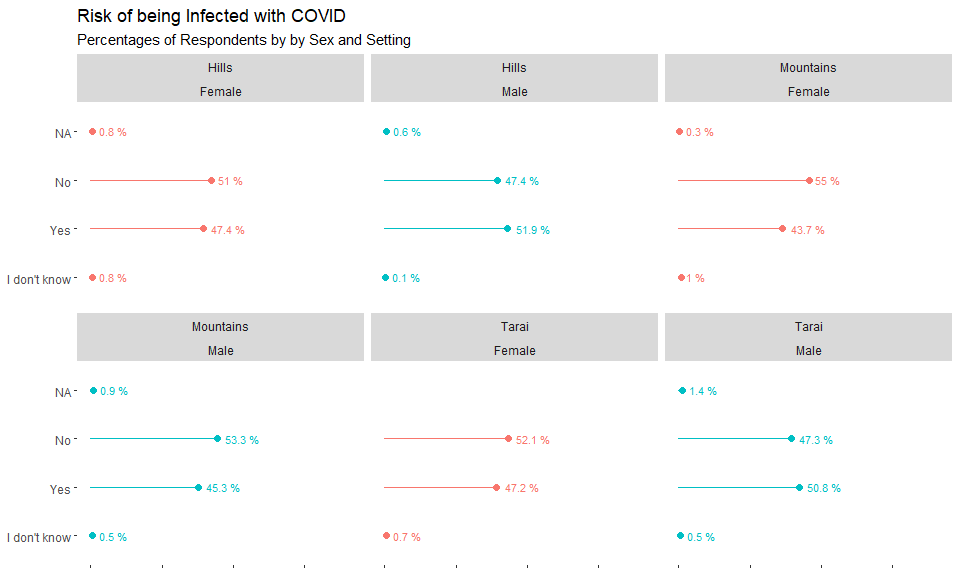 Risk of being Infected with COVID
Percentages of Respondents by by Sex and Setting
Hills Hills Mountains
Female Male Female
NA 0.8 % 0.6 % 0.3 %
No 51 % 47.4 % 55 %
Yes 47.4 % 51.9 % 43.7 %
I don't know 0.8 % 0.1 % 1 %
Mountains Tarai Tarai
Male Female Male
NA 0.9 % 1.4 %
No 53.3 % 52.1 % 47.3 %
Yes 45.3 % 47.2 % 50.8 %
I don't know 0.5 % 0.7 % 0.5 %